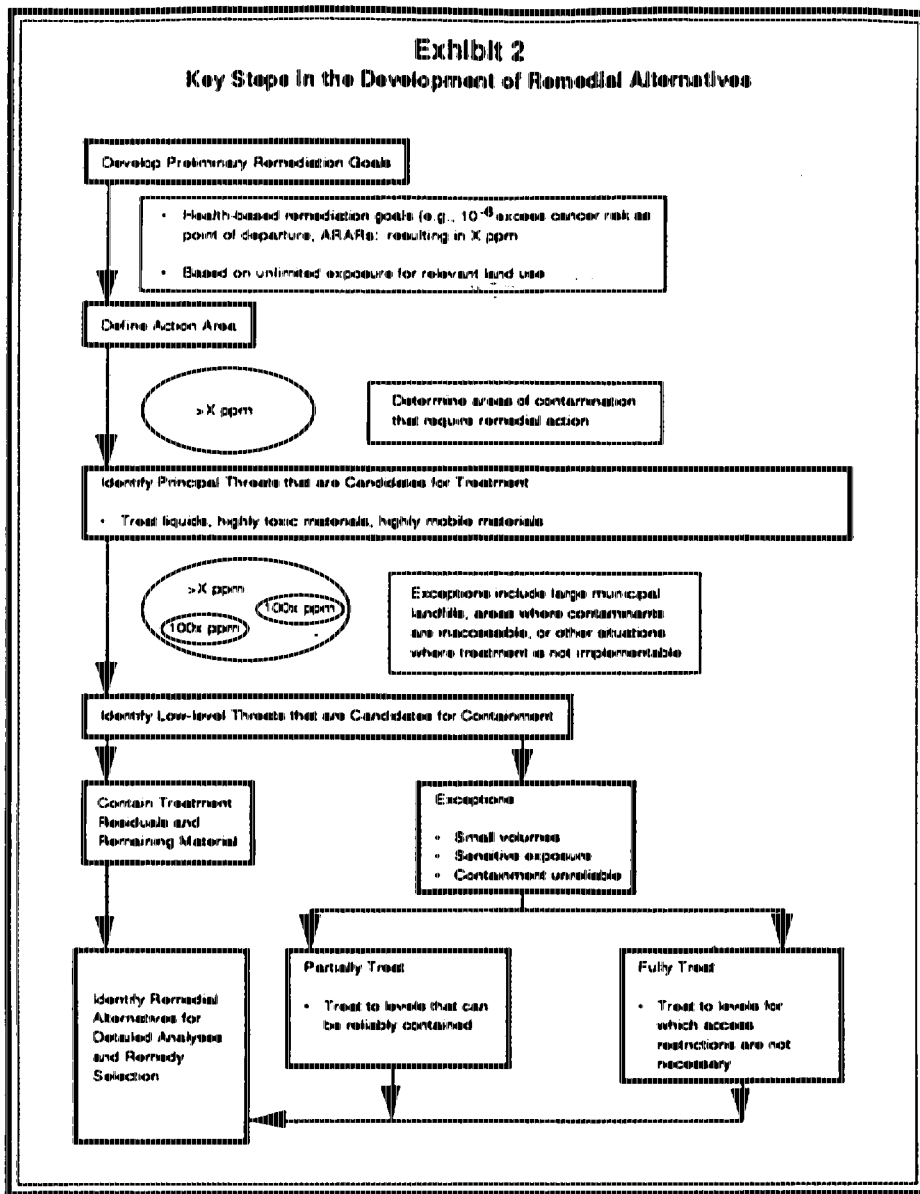 Exhibit 2
Key Steps in the Development of Remedial Alternatives
Develop Preliminary Remediation Goals
• Health-based remediation goals (e.g., 10⁻⁶ excess cancer risk as
point of departure, ARARs: resulting in X ppm
• Based on unlimited exposure for relevant land use
Define Action Area
>X ppm
Determine areas of contamination
that require remedial action
Identify Principal Threats that are Candidates for Treatment
• Treat liquids, highly toxic materials, highly mobile materials
>X ppm
100x ppm
100x ppm
Exceptions include large municipal
landfills, areas where contaminants
are inaccessible, or other situations
where treatment is not implementable
Identify Low-level Threats that are Candidates for Containment
Contain Treatment
Residuals and
Remaining Material
Exceptions
• Small volumes
• Sensitive exposure
• Containment unreliable
Identify Remedial
Alternatives for
Detailed Analyses
and Remedy
Selection
Partially Treat
• Treat to levels that can
be reliably contained
Fully Treat
• Treat to levels for
which access
restrictions are not
necessary